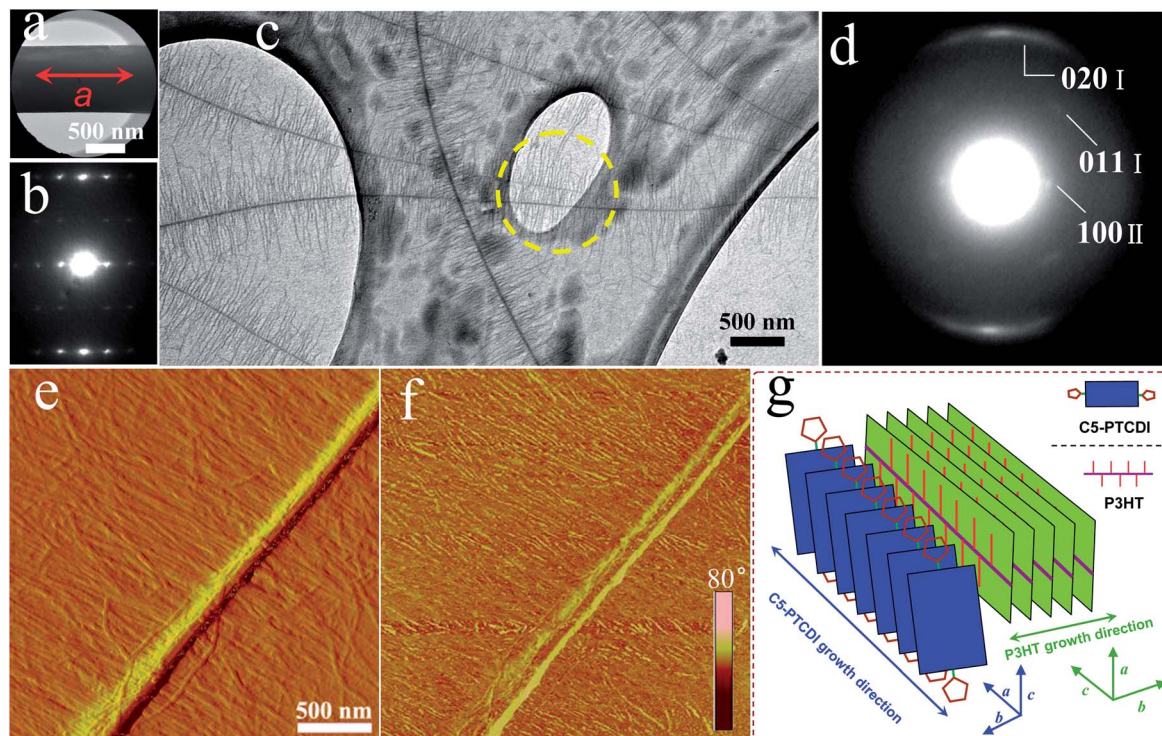 a
a
500 nm
b
c
500 nm
d
020 I
011 I
100 II
e
500 nm
f
80°
g
C5-PTCDI
P3HT
C5-PTCDI growth direction
P3HT growth direction
a
c
b
a
c
b